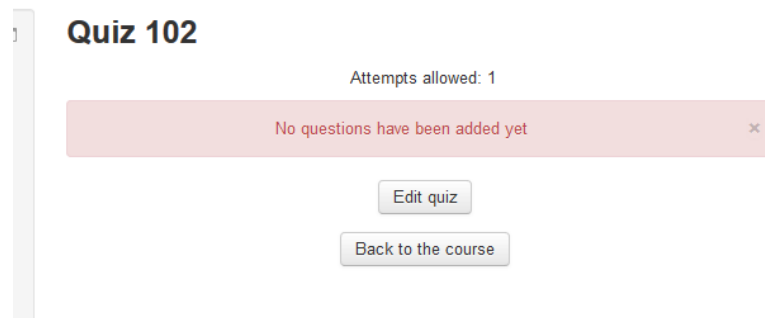 Quiz 102
Attempts allowed: 1
No questions have been added yet ×
Edit quiz
Back to the course